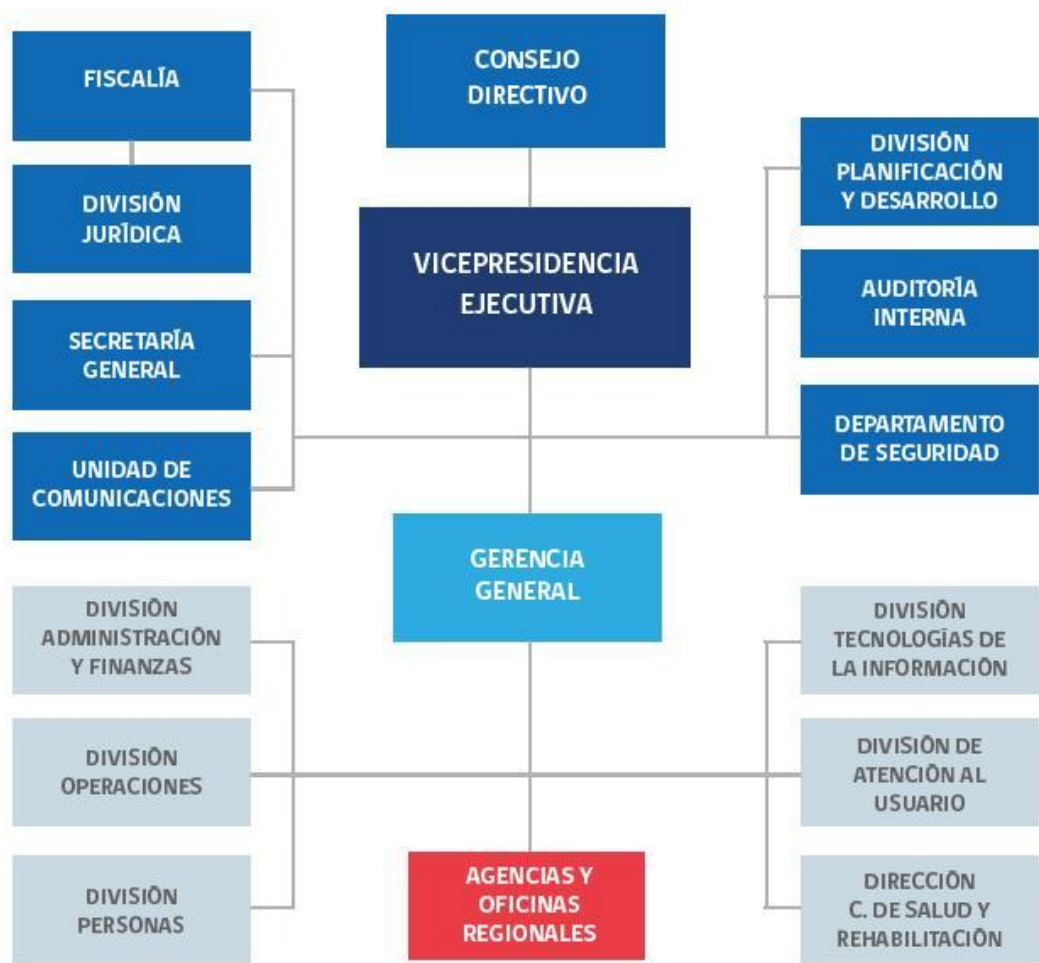 FISCALÍA
CONSEJO
DIRECTIVO
DIVISIÓN
JURÍDICA
DIVISIÓN
PLANIFICACIÓN
Y DESARROLLO
VICEPRESIDENCIA
EJECUTIVA
SECRETARÍA
GENERAL
AUDITORÍA
INTERNA
UNIDAD DE
COMUNICACIONES
DEPARTAMENTO
DE SEGURIDAD
GERENCIA
GENERAL
DIVISIÓN
ADMINISTRACIÓN
Y FINANZAS
DIVISIÓN
TECNOLOGÍAS DE
LA INFORMACIÓN
DIVISIÓN
OPERACIONES
DIVISIÓN DE
ATENCIÓN AL
USUARIO
DIVISIÓN
PERSONAS
AGENCIAS Y
OFICINAS
REGIONALES
DIRECCIÓN
C. DE SALUD Y
REHABILITACIÓN